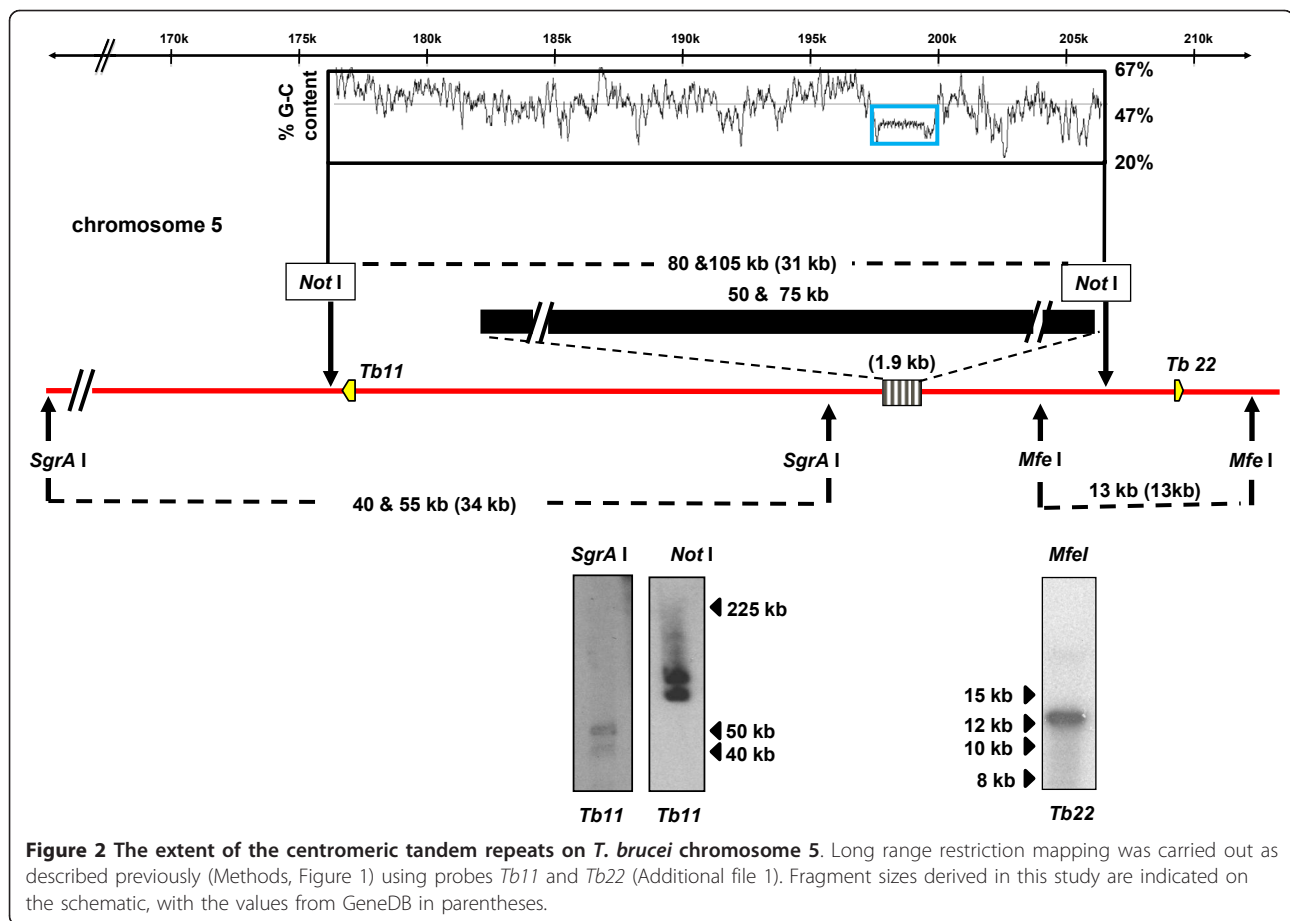 170k 175k 180k 185k 190k 195k 200k 205k 210k
% G-C
content
67%
47%
20%
chromosome 5
Not I
80 &105 kb (31 kb)
Not I
50 & 75 kb
Tb11
(1.9 kb)
Tb 22
SgrA I
SgrA I
Mfe I
Mfe I
40 & 55 kb (34 kb)
13 kb (13kb)
SgrA I
Not I
MfeI
225 kb
50 kb
40 kb
15 kb
12 kb
10 kb
8 kb
Tb11
Tb11
Tb22
Figure 2 The extent of the centromeric tandem repeats on T. brucei chromosome 5. Long range restriction mapping was carried out as
described previously (Methods, Figure 1) using probes Tb11 and Tb22 (Additional file 1). Fragment sizes derived in this study are indicated on
the schematic, with the values from GeneDB in parentheses.